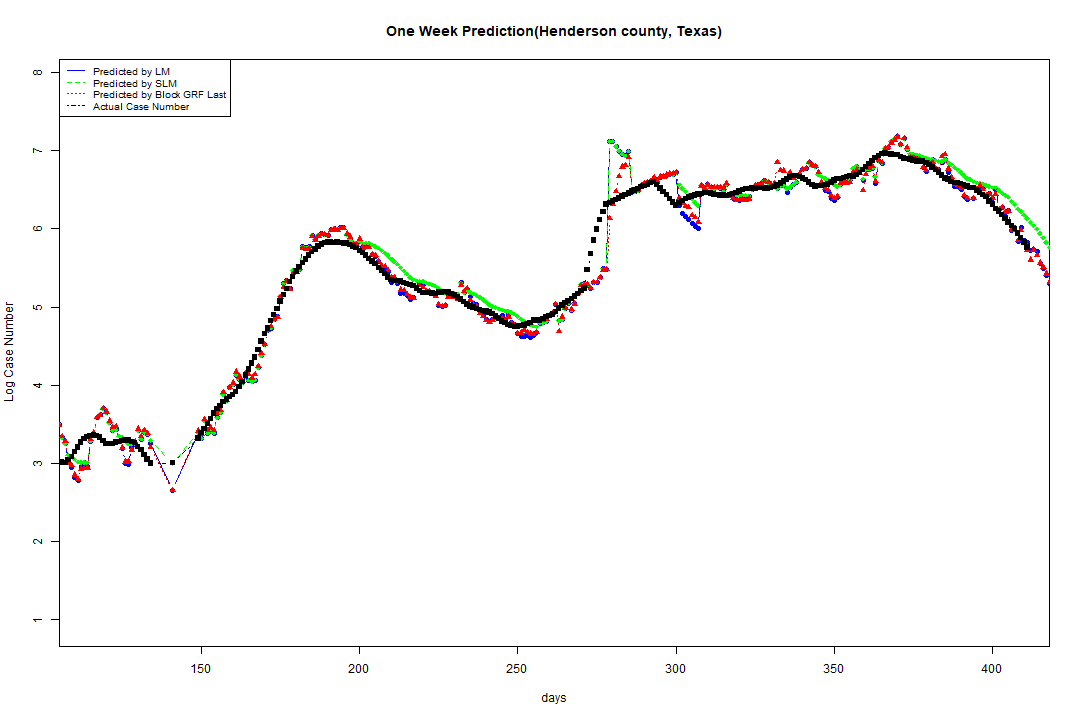 One Week Prediction(Henderson county, Texas)
Predicted by LM
Predicted by SLM
Predicted by Block GRF Last
Actual Case Number
8
7
6
5
4
3
2
1
Log Case Number
150 200 250 300 350 400
days